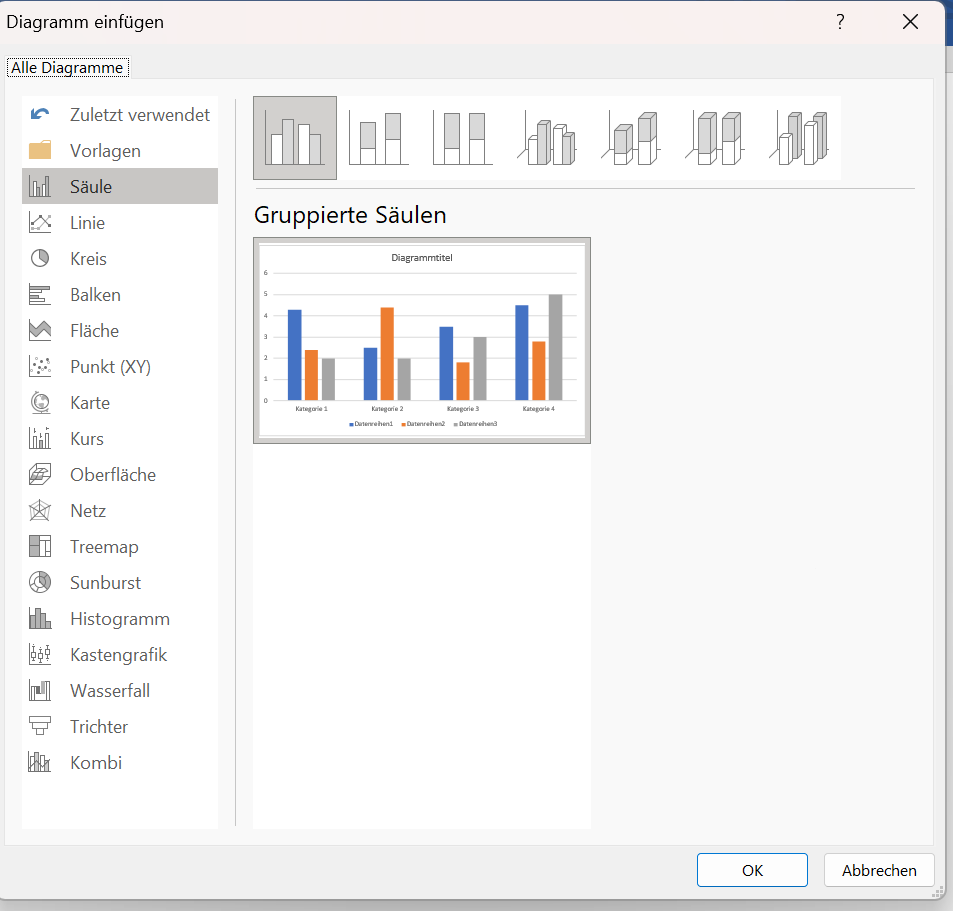 Diagramm einfügen
?
Alle Diagramme
Zuletzt verwendet
Vorlagen
Säule
Linie
Kreis
Balken
Fläche
Punkt (XY)
Karte
Kurs
Oberfläche
Netz
Treemap
Sunburst
Histogramm
Kastengrafik
Wasserfall
Trichter
Kombi
Gruppierte Säulen
Diagrammtitel
6
5
4
3
2
1
0
Kategorie 1 Kategorie 2 Kategorie 3 Kategorie 4
Datenreihen1 Datenreihen2 Datenreihen3
OK Abbrechen